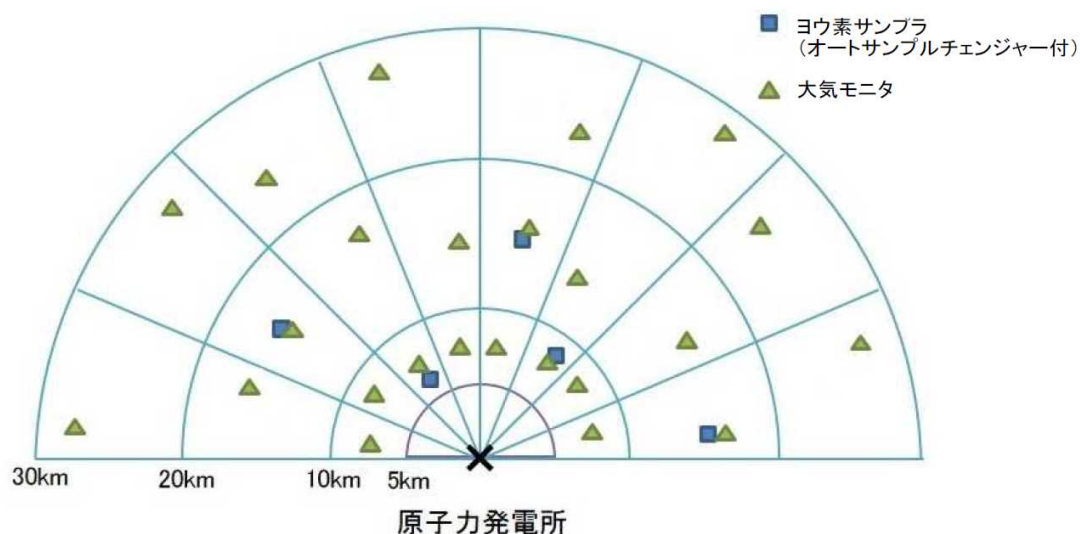 ヨウ素サンプラ
（オートサンプルチェンジャー付）
大気モニタ
30km
20km
10km
5km
原子力発電所